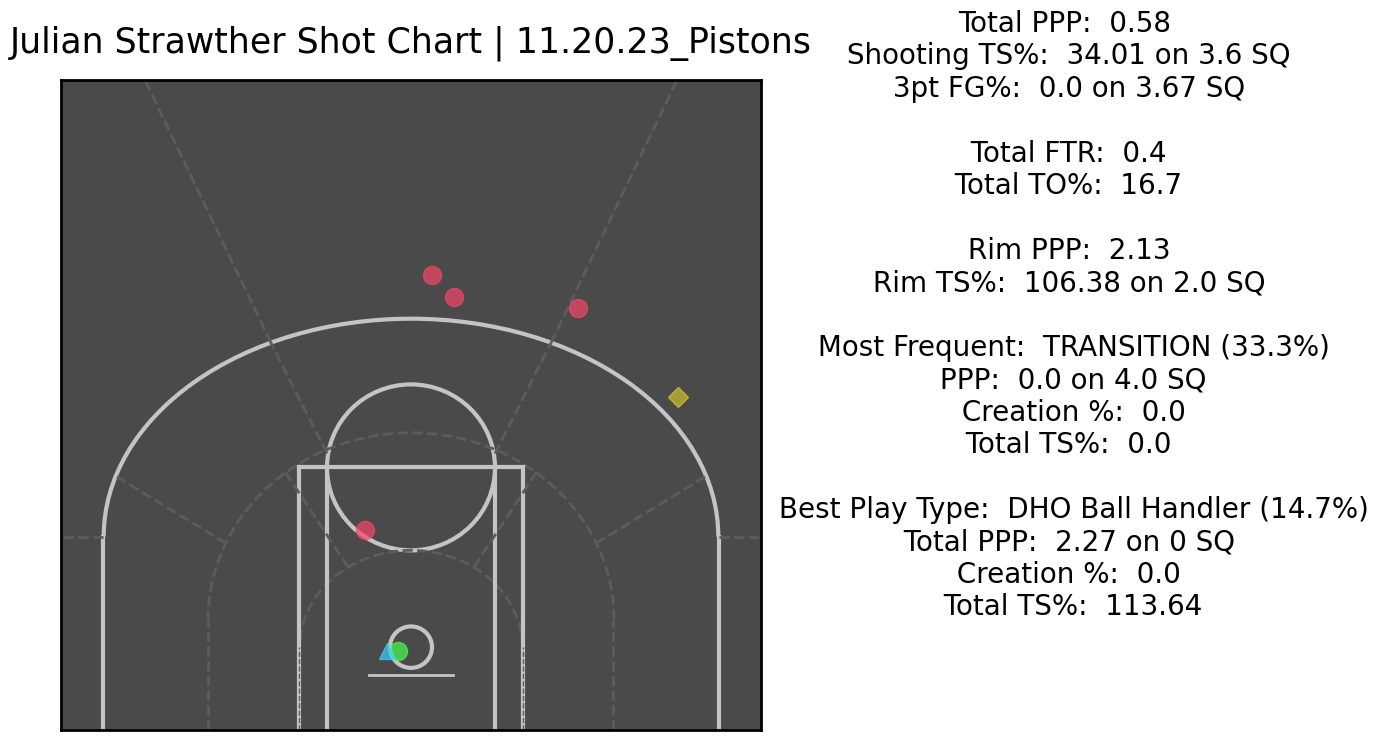 Julian Strawther Shot Chart | 11.20.23_Pistons
Total PPP:  0.58
Shooting TS%:  34.01 on 3.6 SQ
3pt FG%:  0.0 on 3.67 SQ
Total FTR:  0.4
Total TO%:  16.7
Rim PPP:  2.13
Rim TS%:  106.38 on 2.0 SQ
Most Frequent:  TRANSITION (33.3%)
PPP:  0.0 on 4.0 SQ
Creation %:  0.0
Total TS%:  0.0
Best Play Type:  DHO Ball Handler (14.7%)
Total PPP:  2.27 on 0 SQ
Creation %:  0.0
Total TS%:  113.64